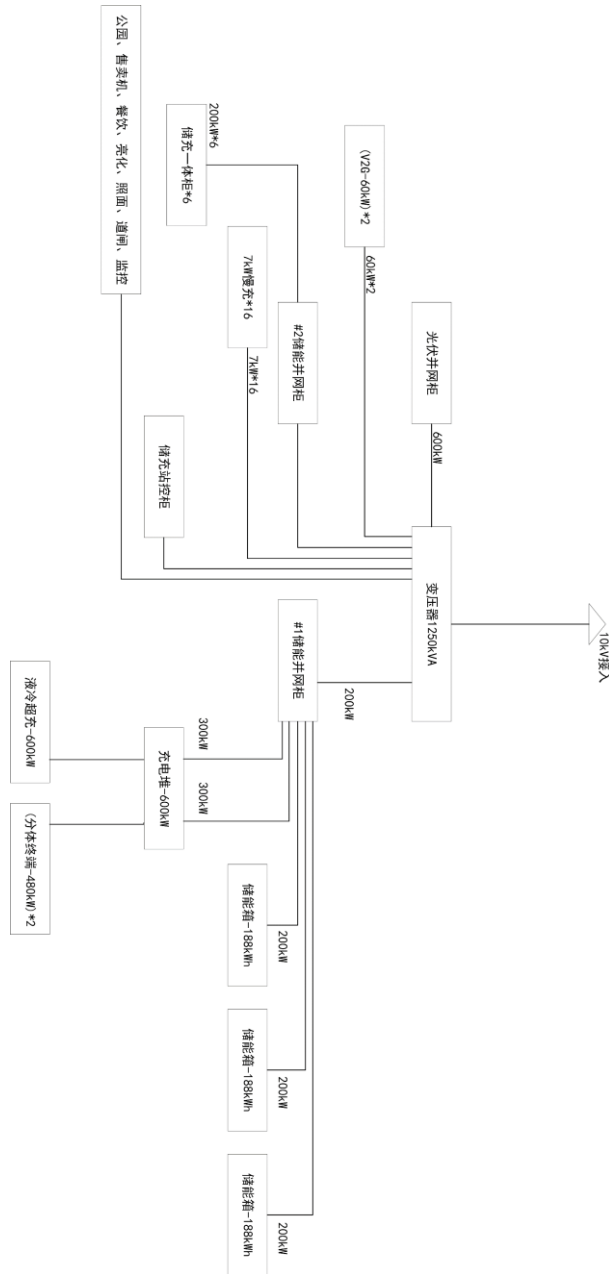 10kV接入
变压器1250kVA
光伏并网柜
600kW
(V2G-60kW)*2
60kW*2
#2储能并网柜
储充一体柜*6
200kW*6
7kW慢充*16
7kW*16
储充站控柜
公园、售卖机、餐饮、亮化、照面、道闸、监控
200kW
#1储能并网柜
300kW
300kW
充电堆-600kW
液冷超充-600kW
(分体终端-480kW)*2
储能箱-188kWh
200kW
储能箱-188kWh
200kW
储能箱-188kWh
200kW